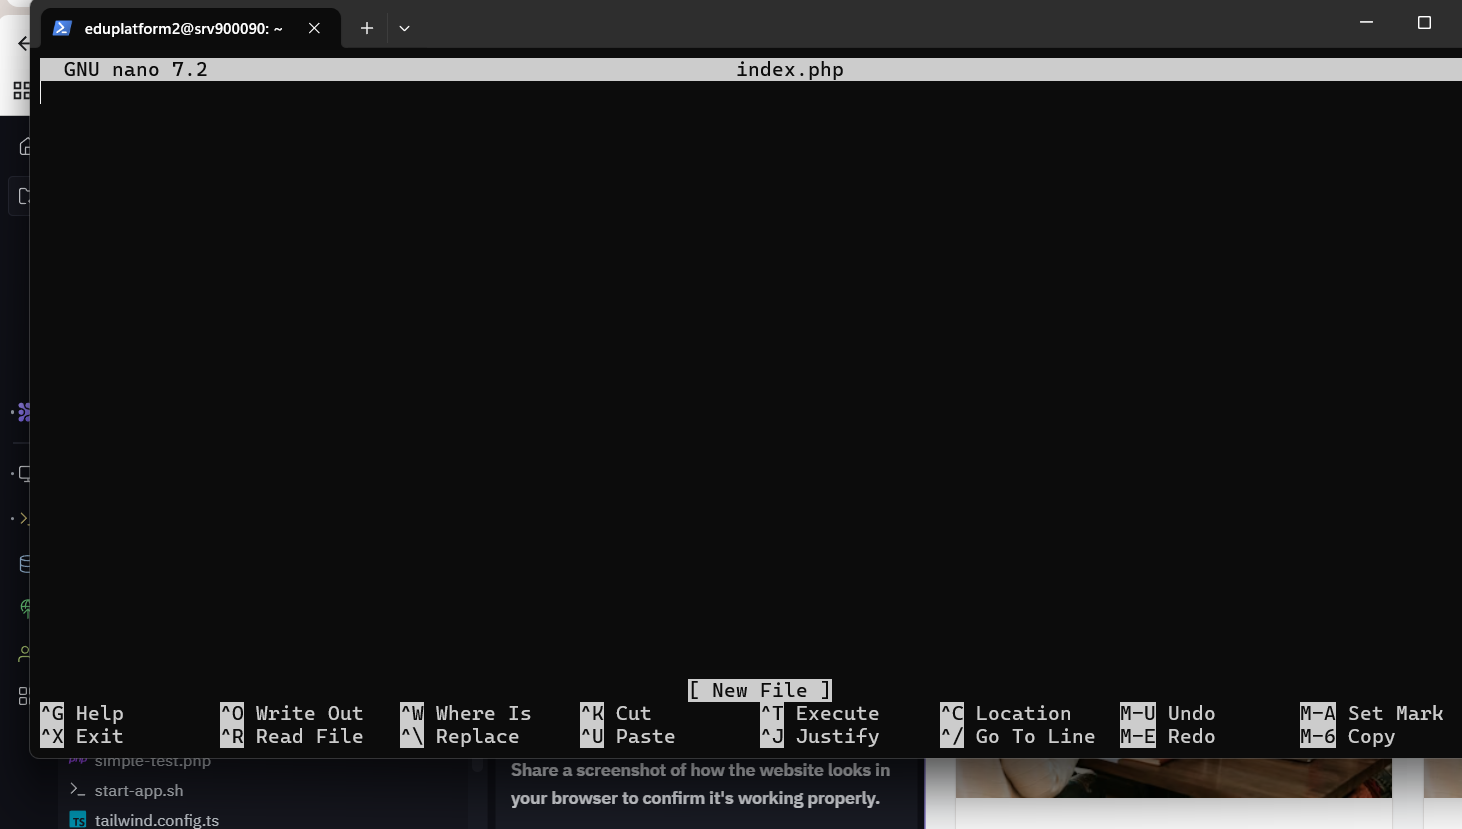 eduplatform2@srv900090: ~
GNU nano 7.2 index.php
[ New File ]
^G Help ^O Write Out ^W Where Is ^K Cut ^T Execute ^C Location M-U Undo M-A Set Mark
^X Exit ^R Read File ^\ Replace ^U Paste ^J Justify ^/ Go To Line M-E Redo M-6 Copy
php simple-test.php
start-app.sh
TS tailwind.config.ts
Share a screenshot of how the website looks in
your browser to confirm it's working properly.